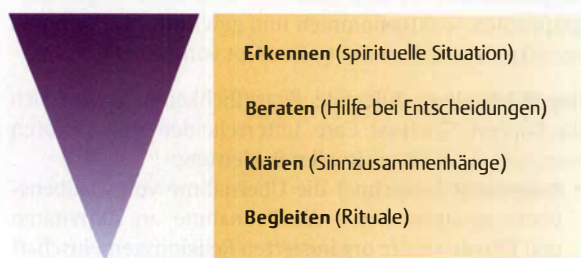 Erkennen (spirituelle Situation)
Beraten (Hilfe bei Entscheidungen)
Klären (Sinnzusammenhänge)
Begleiten (Rituale)